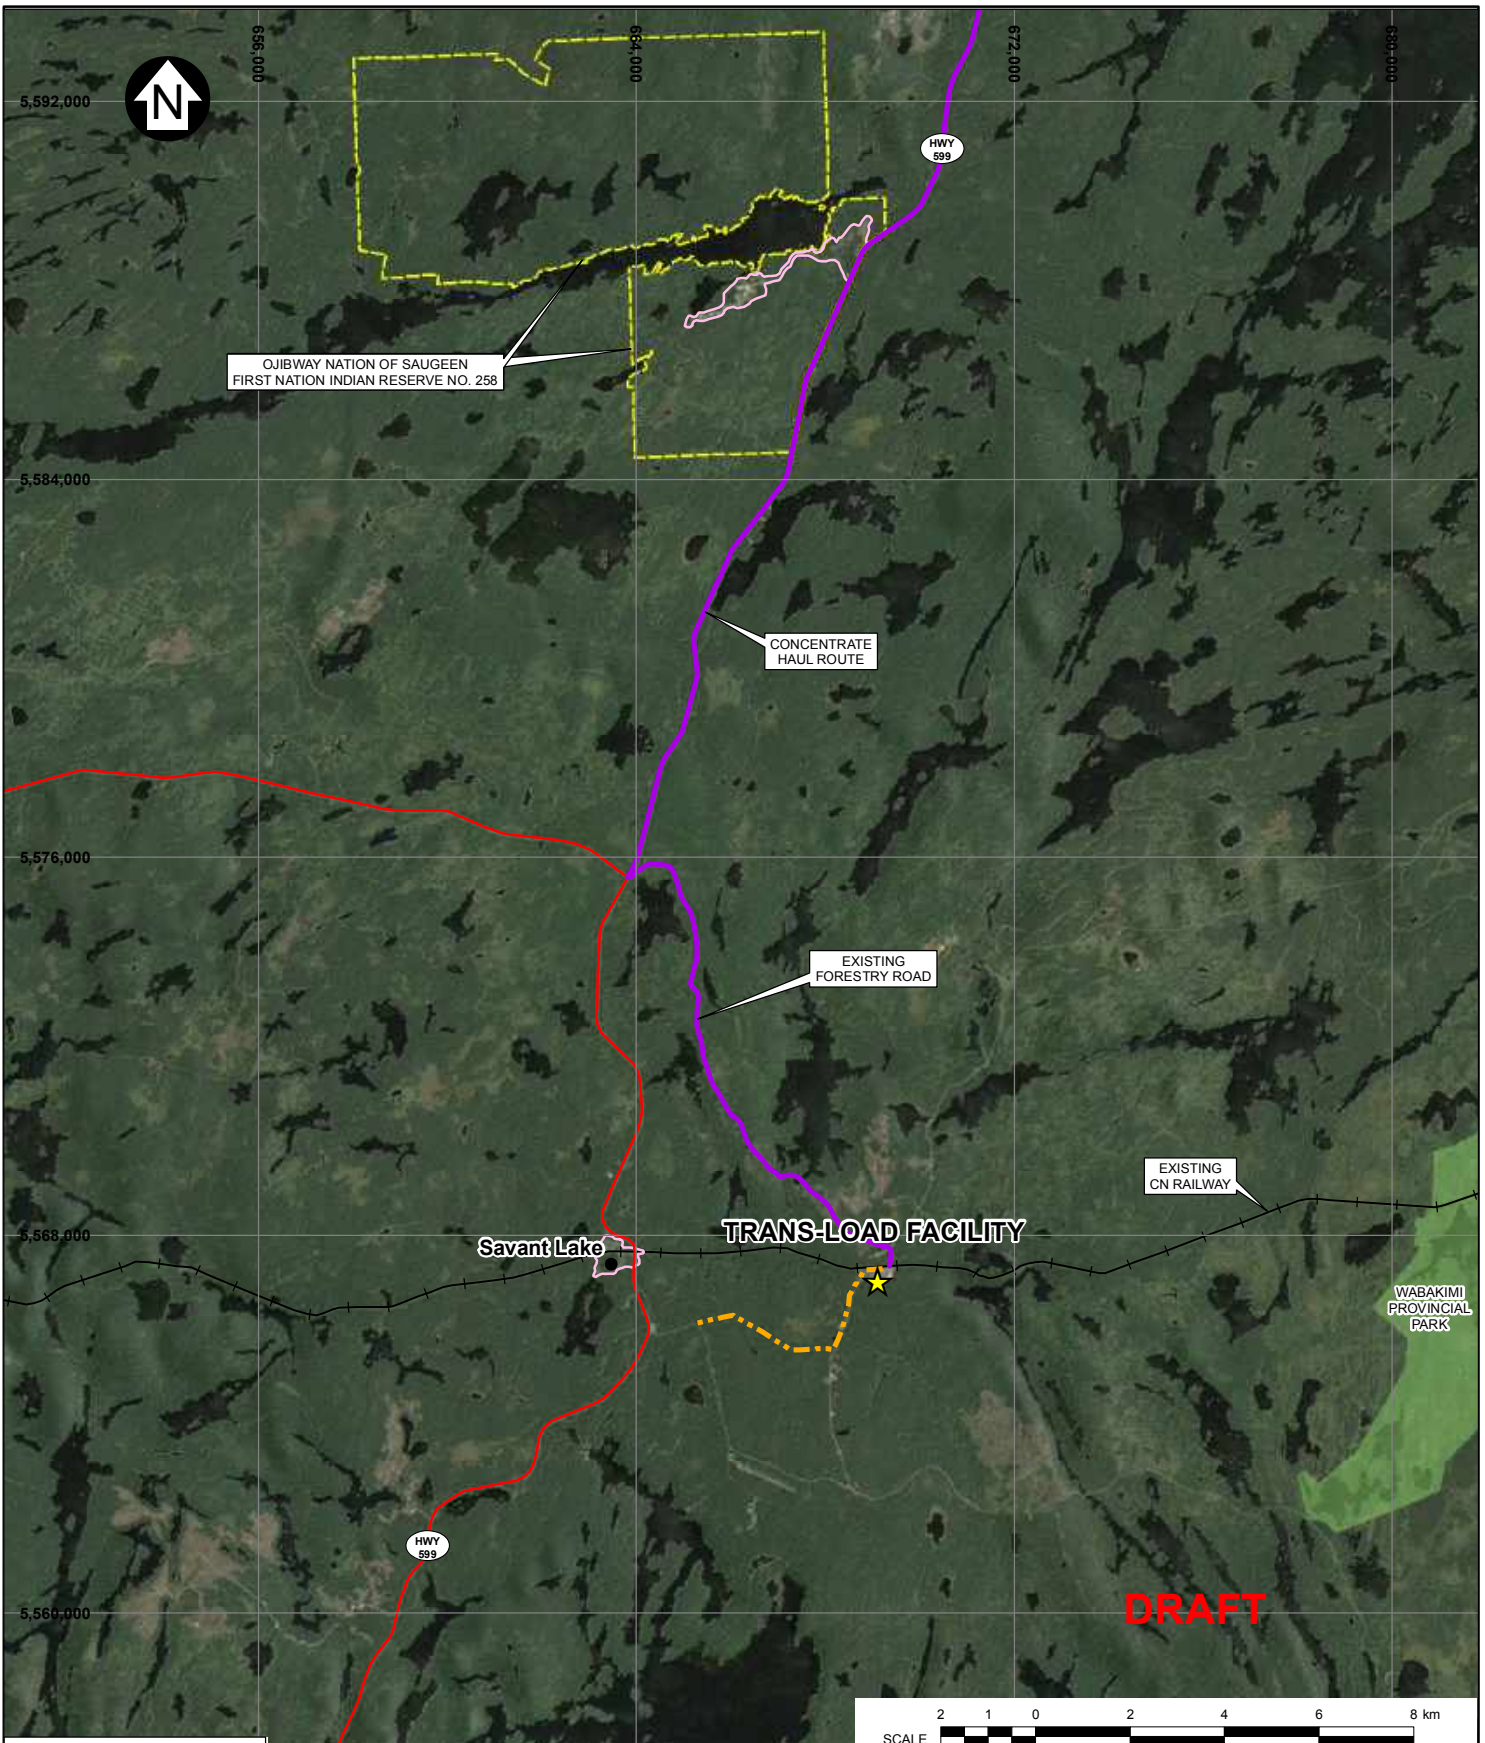 656,000
664,000
672,000
680,000
N
5,592,000
HWY
599
OJIBWAY NATION OF SAUGEEN
FIRST NATION INDIAN RESERVE NO. 258
5,584,000
CONCENTRATE
HAUL ROUTE
5,576,000
EXISTING
FORESTRY ROAD
EXISTING
CN RAILWAY
5,568,000
Savant Lake
TRANS-LOAD FACILITY
WABAKIMI
PROVINCIAL
PARK
HWY
599
5,560,000
DRAFT
2 1 0 2 4 6 8 km
SCALE